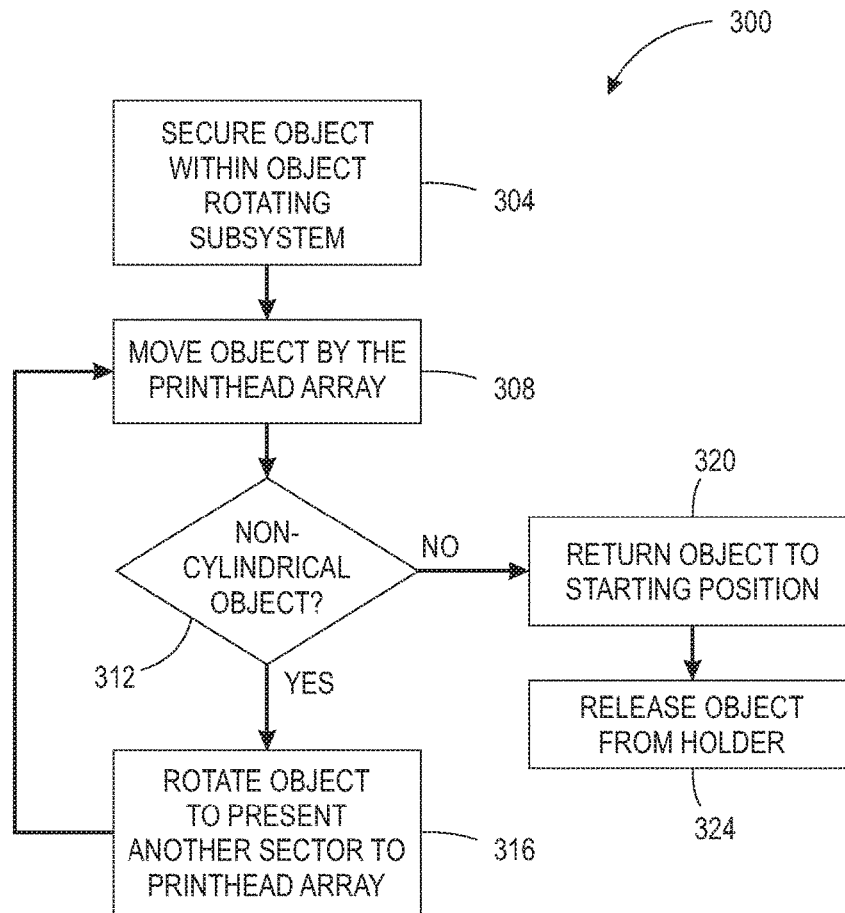 300
SECURE OBJECT
WITHIN OBJECT
ROTATING
SUBSYSTEM
304
MOVE OBJECT BY THE
PRINTHEAD ARRAY
308
NON-
CYLINDRICAL
OBJECT?
312
NO
YES
320
RETURN OBJECT TO
STARTING POSITION
RELEASE OBJECT
FROM HOLDER
324
ROTATE OBJECT
TO PRESENT
ANOTHER SECTOR TO
PRINTHEAD ARRAY
316